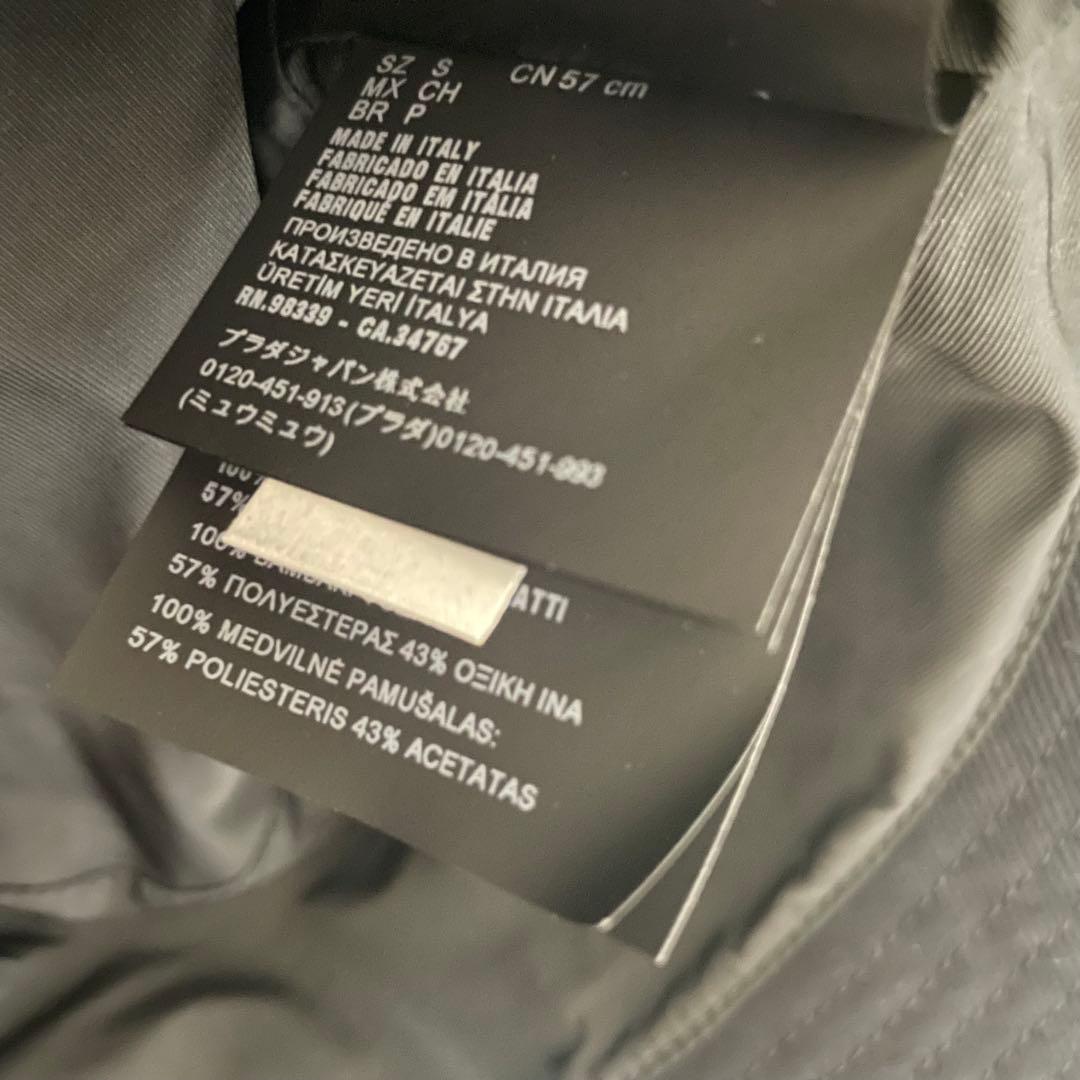 SZ S CN 57 cm
MX CH
BR P
MADE IN ITALY
FABRICADO EN ITALIA
FABRICADO EM ITÁLIA
FABRIQUÉ EN ITALIE
ПРОИЗВЕДЕНО В ИТАЛИЯ
ΚΑΤΑΣΚΕΥΑΖΕΤΑΙ ΣΤΗΝ ΙΤΑΛΙΑ
ÜRETİM YERİ İTALYA
RN.98339 - CA.34767
プラダジャパン株式会社
0120-451-913(プラダ)0120-451-993
(ミュウミュウ)
57%
100%
57% ΠΟΛΥΕΣΤΕΡΑΣ 43% ΟΞΙΚΗ ΙΝΑ
100% MEDVILNĖ PAMUŠALAS:
57% POLIESTERIS 43% ACETATAS